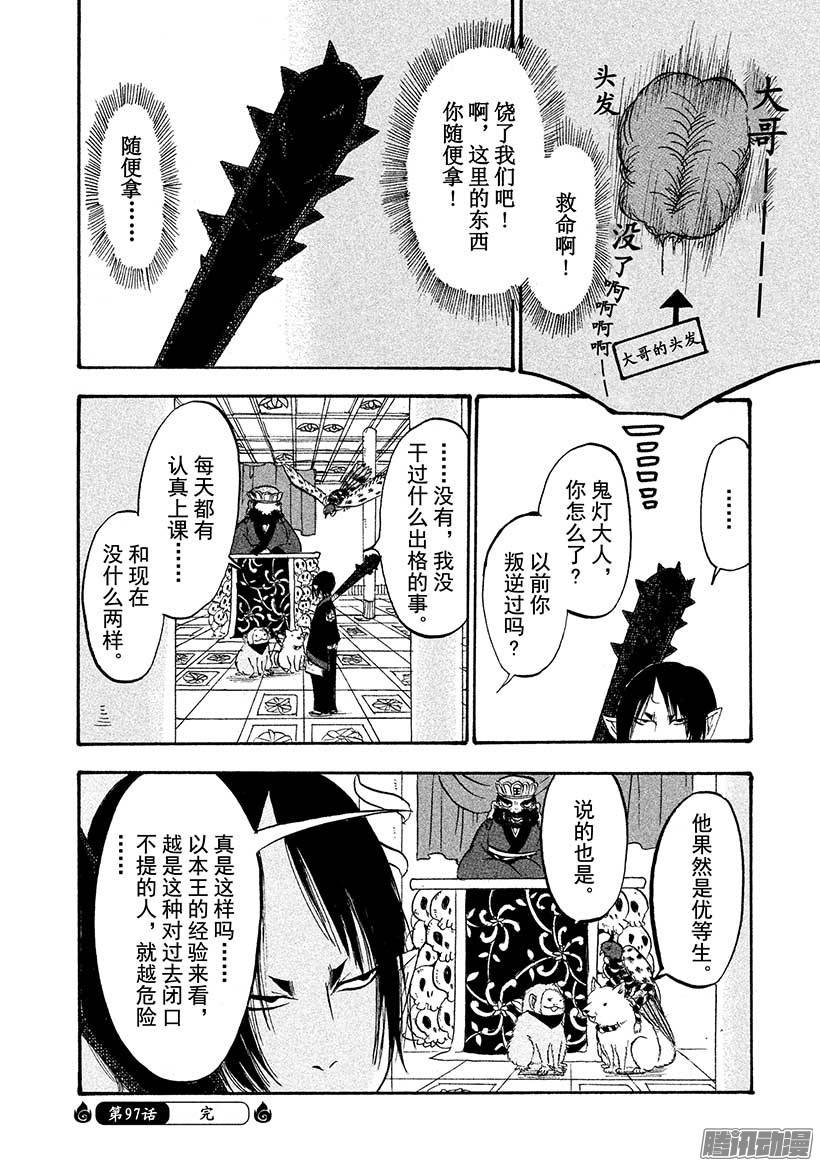 大哥————
头发
没了啊啊啊啊——
大哥的头发
救命啊！
饶了我们吧！
啊，这里的东西
你随便拿！
随便拿……
……
鬼灯大人，
你怎么了？
以前你
叛逆过吗？
……没有，我没
干过什么出格的事。
每天都有
认真上课……
和现在
没什么两样。
他果然是优等生。
说的也是。
真是这样吗……
以本王的经验来看，
越是这种对过去闭口
不提的人，就越危险
……
王
第97话 完
腾讯动漫